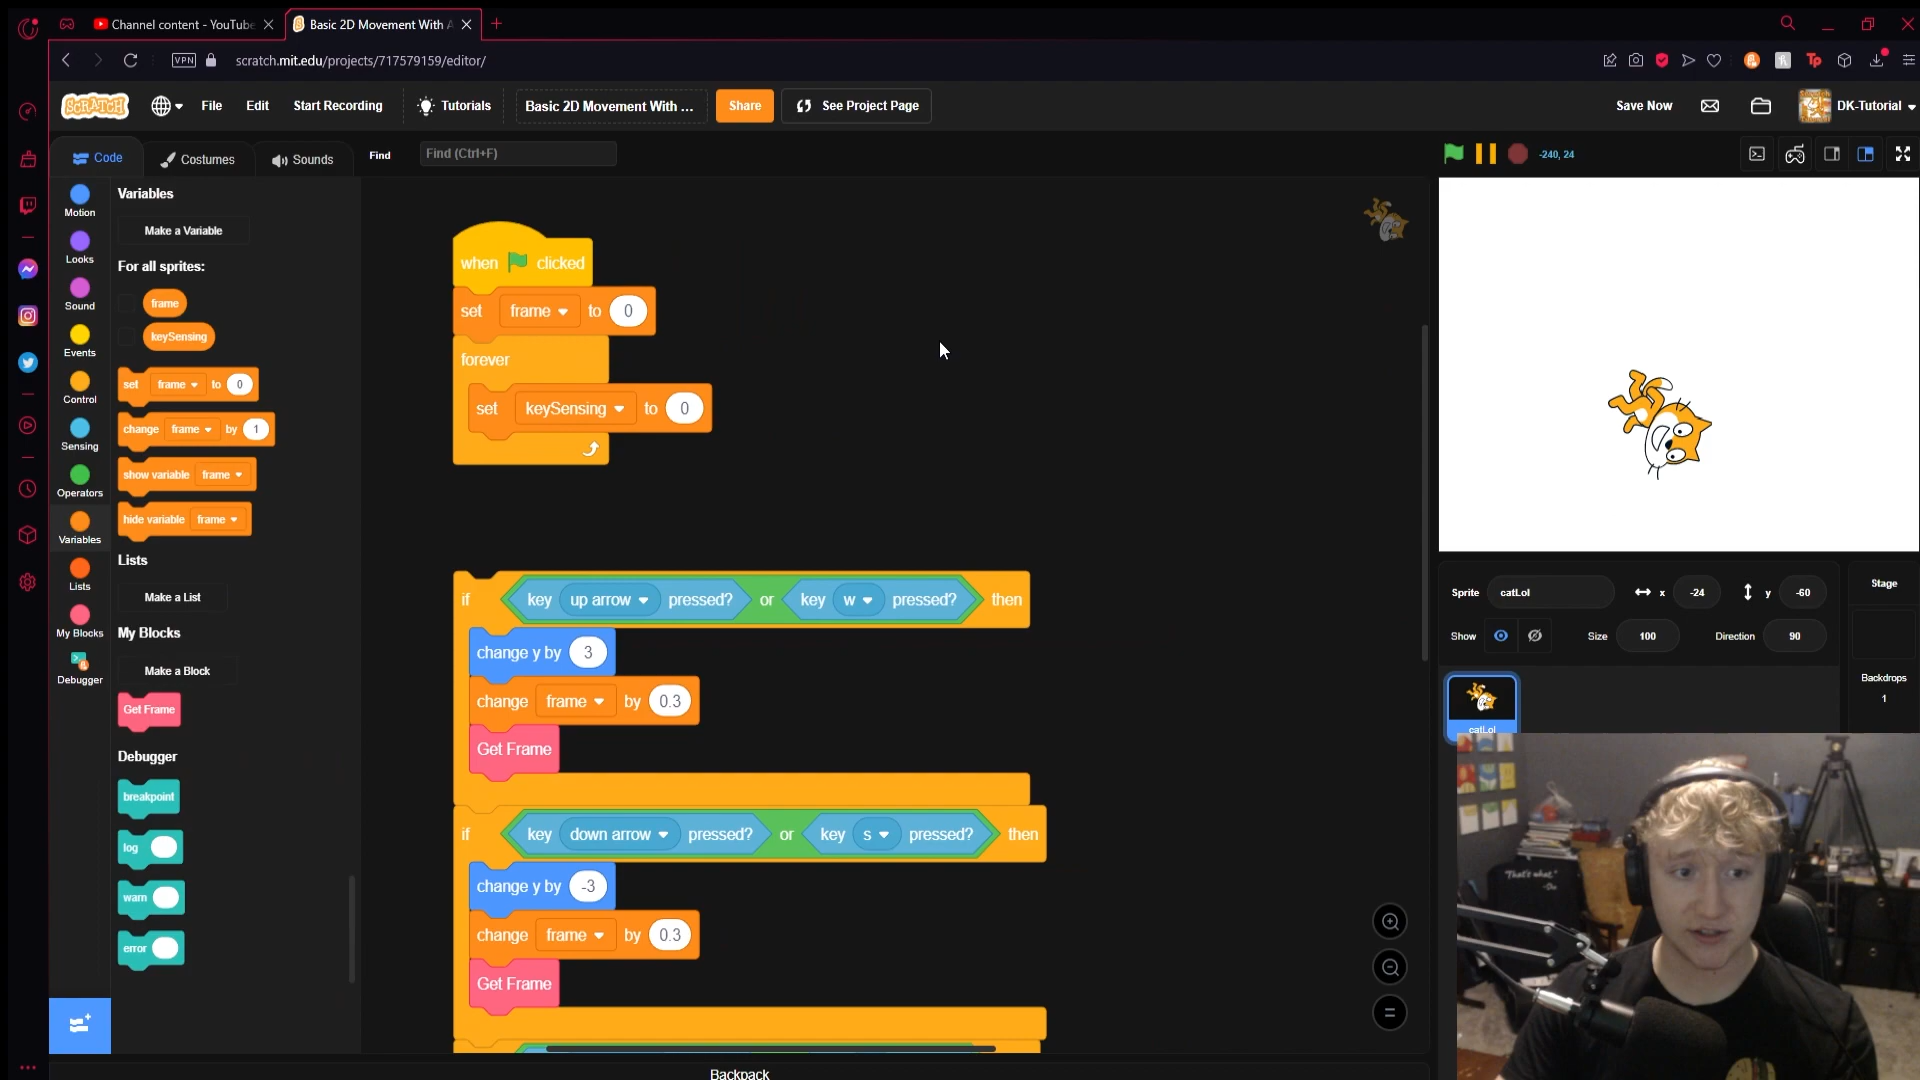 Channel content - YouTube
Basic 2D Movement With A
VPN
scratch.mit.edu/projects/717579159/editor/
Tp
SCRATCH
File
Edit
Start Recording
Tutorials
Basic 2D Movement With ...
Share
See Project Page
Save Now
DK-Tutorial
Code
Costumes
Sounds
Find
Find (Ctrl+F)
-240, 24
Motion
Looks
Sound
Events
Control
Sensing
Operators
Variables
Lists
My Blocks
Debugger
Variables
Make a Variable
For all sprites:
frame
keySensing
set frame to 0
change frame by 1
show variable frame
hide variable frame
Lists
Make a List
My Blocks
Make a Block
Get Frame
Debugger
breakpoint
log
warn
error
when clicked
set frame to 0
forever
set keySensing to 0
if key up arrow pressed? or key w pressed? then
change y by 3
change frame by 0.3
Get Frame
if key down arrow pressed? or key s pressed? then
change y by -3
change frame by 0.3
Get Frame
Backpack
Sprite catLol x -24 y -60
Show Size 100 Direction 90
catLol
Stage
Backdrops
1
"That's what."